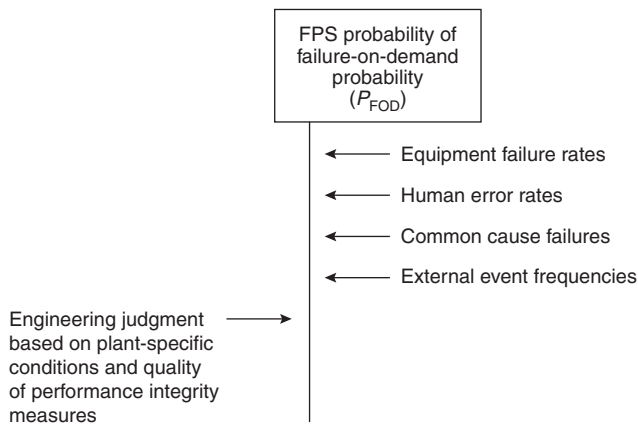 FPS probability of
failure-on-demand
probability
(P_FOD)
Equipment failure rates
Human error rates
Common cause failures
External event frequencies
Engineering judgment
based on plant-specific
conditions and quality
of performance integrity
measures